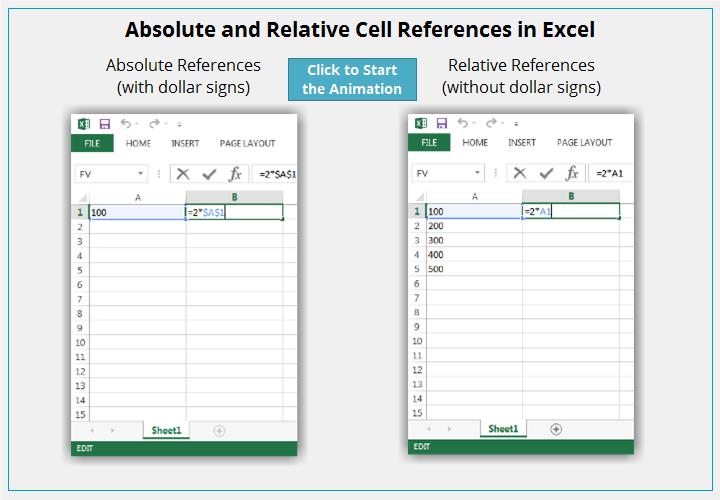 Absolute and Relative Cell References in Excel
Absolute References
(with dollar signs)
Click to Start
the Animation
Relative References
(without dollar signs)
FILE HOME INSERT PAGE LAYOUT
FV fx =2*$A$1
A B
1 100 =2*$A$1
2
3
4
5
6
7
8
9
10
11
12
13
14
15
Sheet1
EDIT
FILE HOME INSERT PAGE LAYOUT
FV fx =2*A1
A B
1 100 =2*A1
2 200
3 300
4 400
5 500
6
7
8
9
10
11
12
13
14
15
Sheet1
EDIT